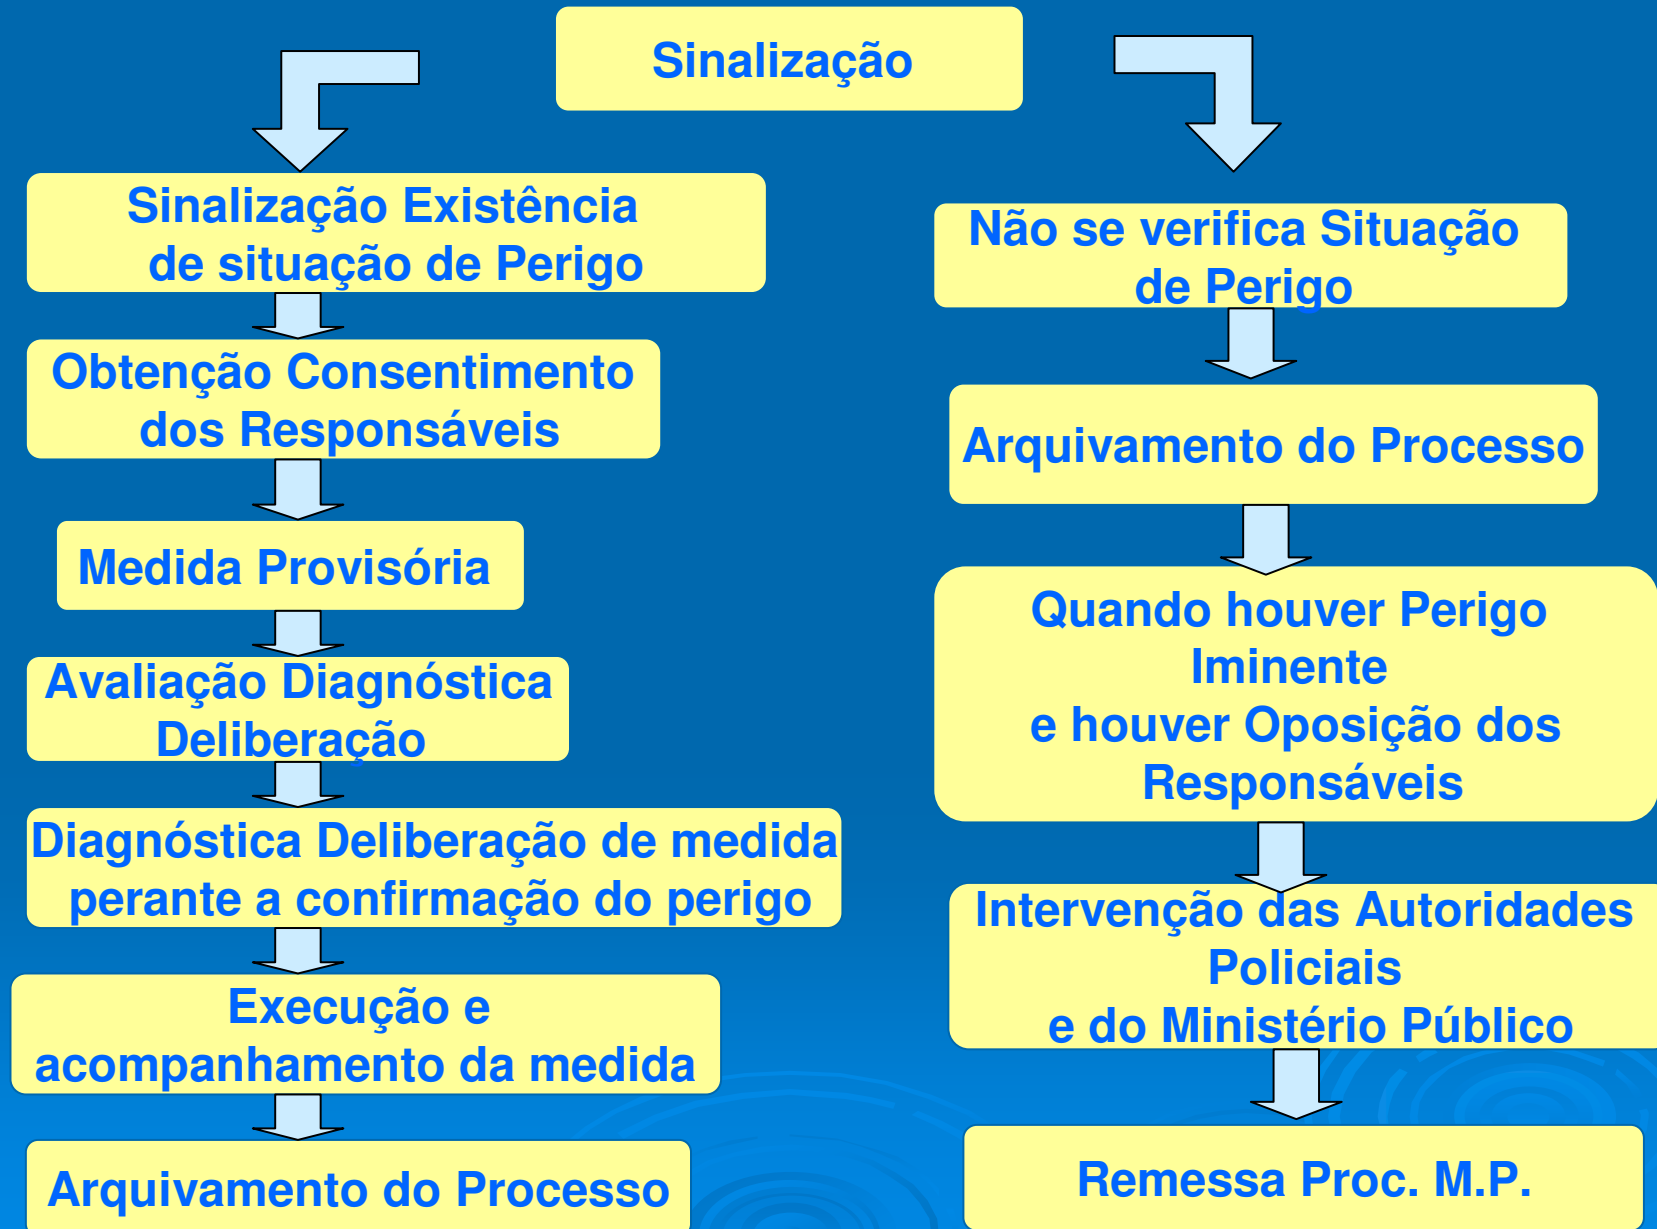 Sinalização
Sinalização Existência
de situação de Perigo
Obtenção Consentimento
dos Responsáveis
Medida Provisória
Avaliação Diagnóstica
Deliberação
Diagnóstica Deliberação de medida
perante a confirmação do perigo
Execução e
acompanhamento da medida
Arquivamento do Processo
Não se verifica Situação
de Perigo
Arquivamento do Processo
Quando houver Perigo
Iminente
e houver Oposição dos
Responsáveis
Intervenção das Autoridades
Policiais
e do Ministério Público
Remessa Proc. M.P.